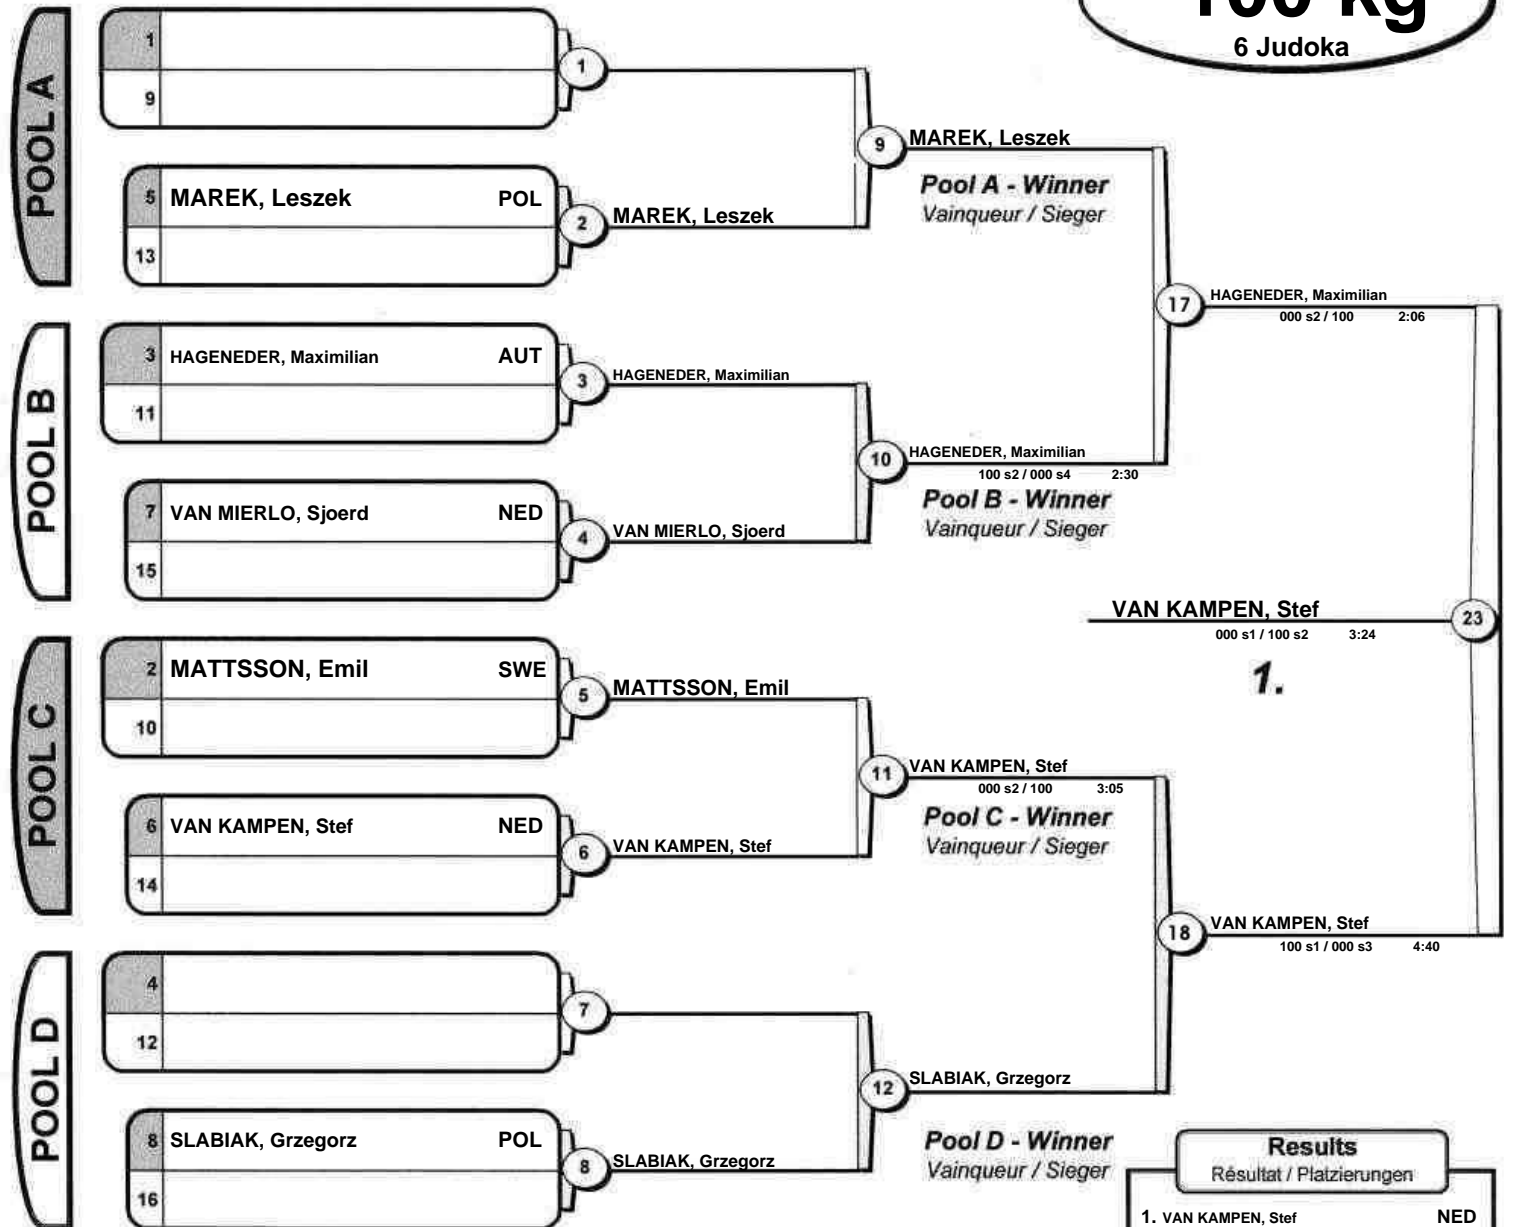 100 kg
6 Judoka
POOL A
1
9
1
5 MAREK, Leszek POL
13
2 MAREK, Leszek
9 MAREK, Leszek
Pool A - Winner
Vainqueur / Sieger
POOL B
3 HAGENEDER, Maximilian AUT
11
3 HAGENEDER, Maximilian
7 VAN MIERLO, Sjoerd NED
15
4 VAN MIERLO, Sjoerd
10 HAGENEDER, Maximilian
100 s2 / 000 s4 2:30
Pool B - Winner
Vainqueur / Sieger
17 HAGENEDER, Maximilian
000 s2 / 100 2:06
VAN KAMPEN, Stef 23
000 s1 / 100 s2 3:24
1.
POOL C
2 MATTSSON, Emil SWE
10
5 MATTSSON, Emil
6 VAN KAMPEN, Stef NED
14
6 VAN KAMPEN, Stef
11 VAN KAMPEN, Stef
000 s2 / 100 3:05
Pool C - Winner
Vainqueur / Sieger
18 VAN KAMPEN, Stef
100 s1 / 000 s3 4:40
POOL D
4
12
7
8 SLABIAK, Grzegorz POL
16
8 SLABIAK, Grzegorz
12 SLABIAK, Grzegorz
Pool D - Winner
Vainqueur / Sieger
Results
Résultat / Platzierungen
1. VAN KAMPEN, Stef NED